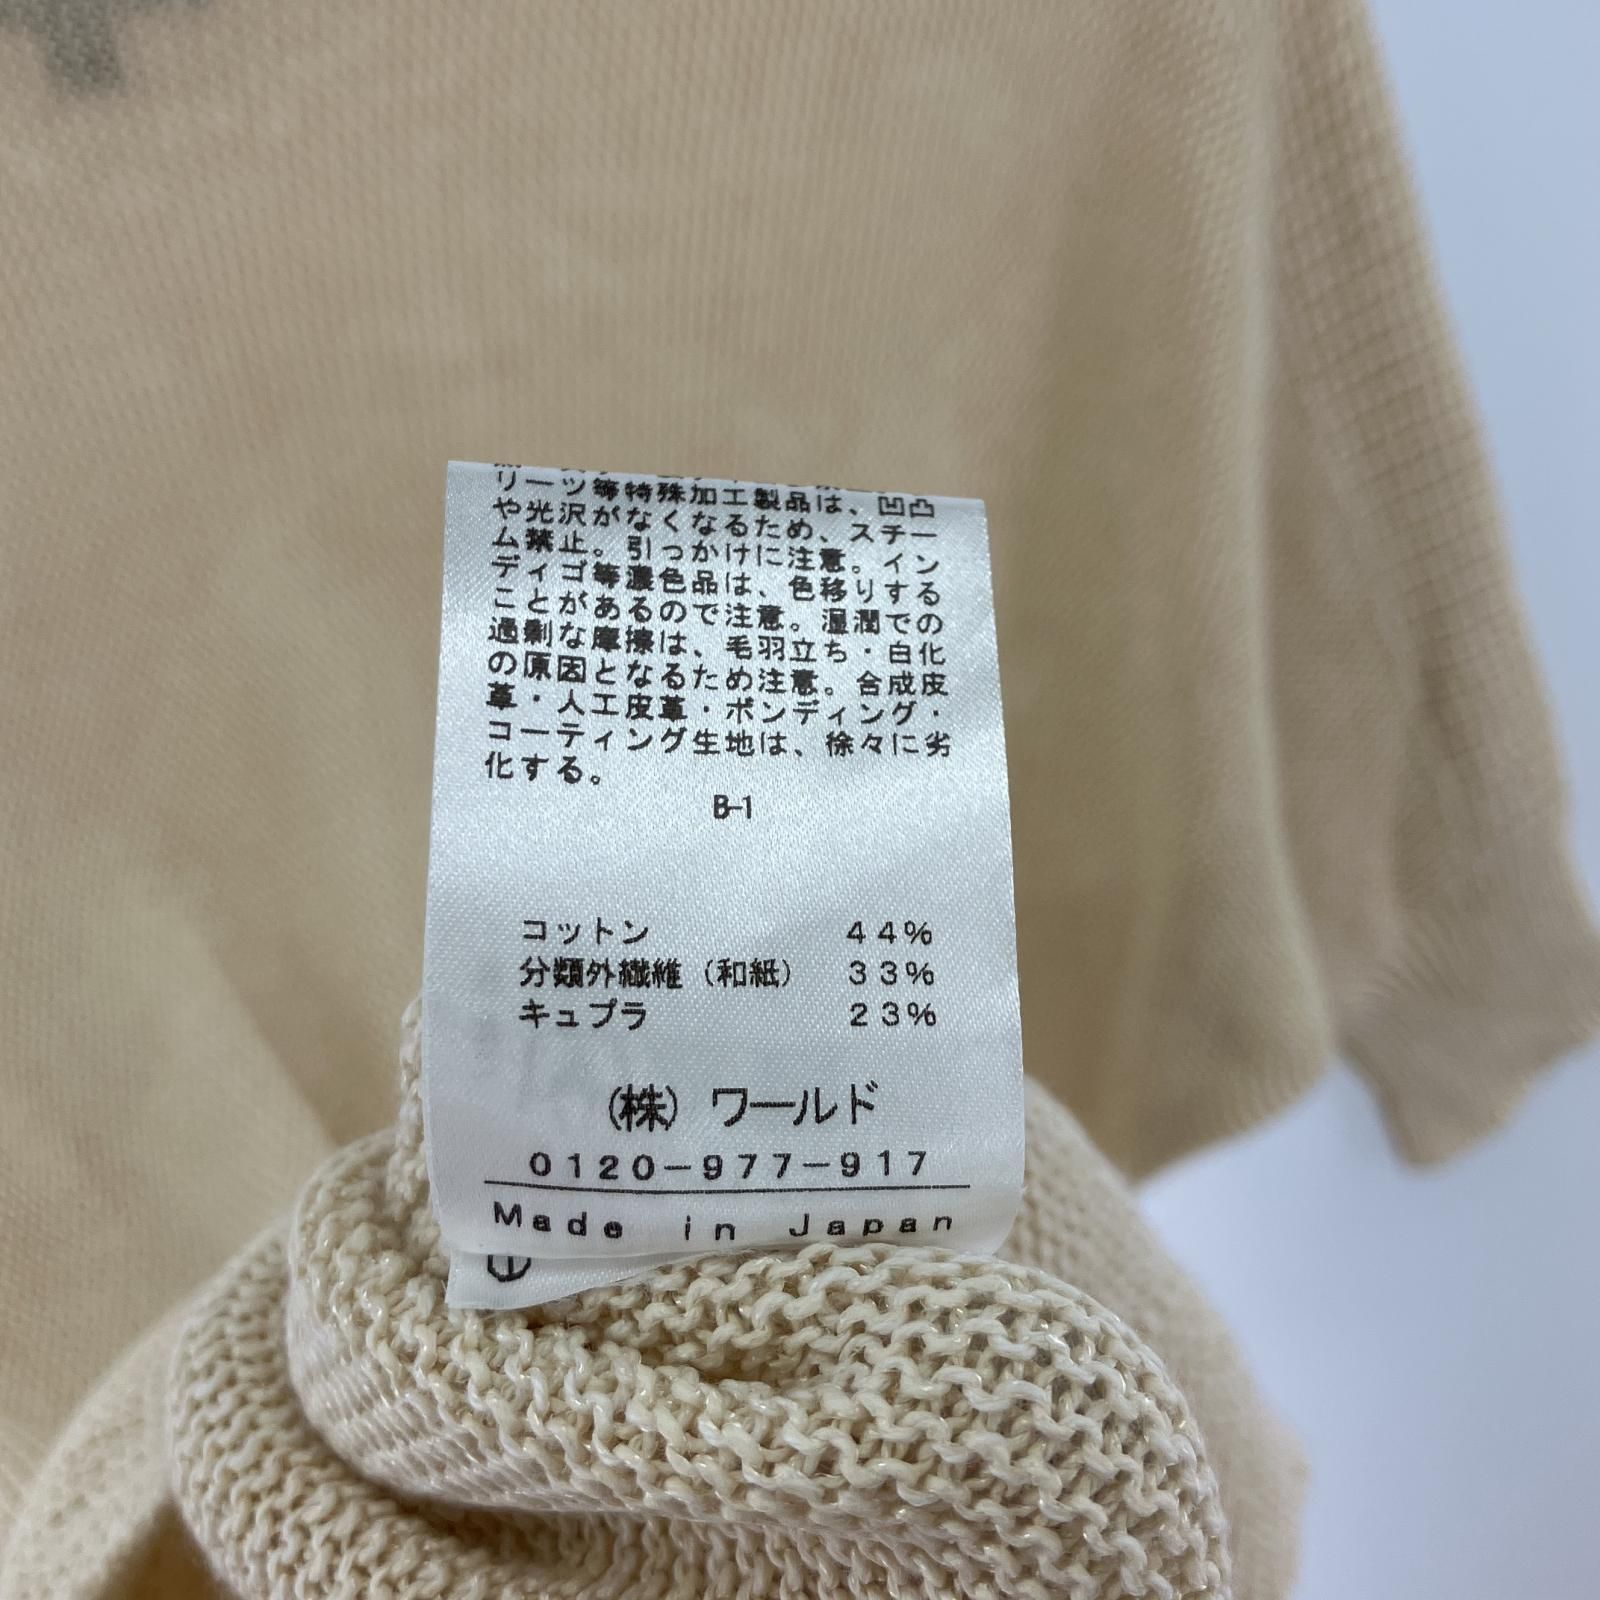 リーツ等特殊加工製品は、凹凸
や光沢がなくなるため、スチー
ム禁止。引っかけに注意。イン
ディゴ等濃色品は、色移りする
ことがあるので注意。湿潤での
過剰な摩擦は、毛羽立ち・白化
の原因となるため注意。合成皮
革・人工皮革・ボンディング・
コーティング生地は、徐々に劣
化する。
B-1
コットン 44%
分類外繊維（和紙） 33%
キュプラ 23%
(株) ワールド
0120-977-917
Made in Japan